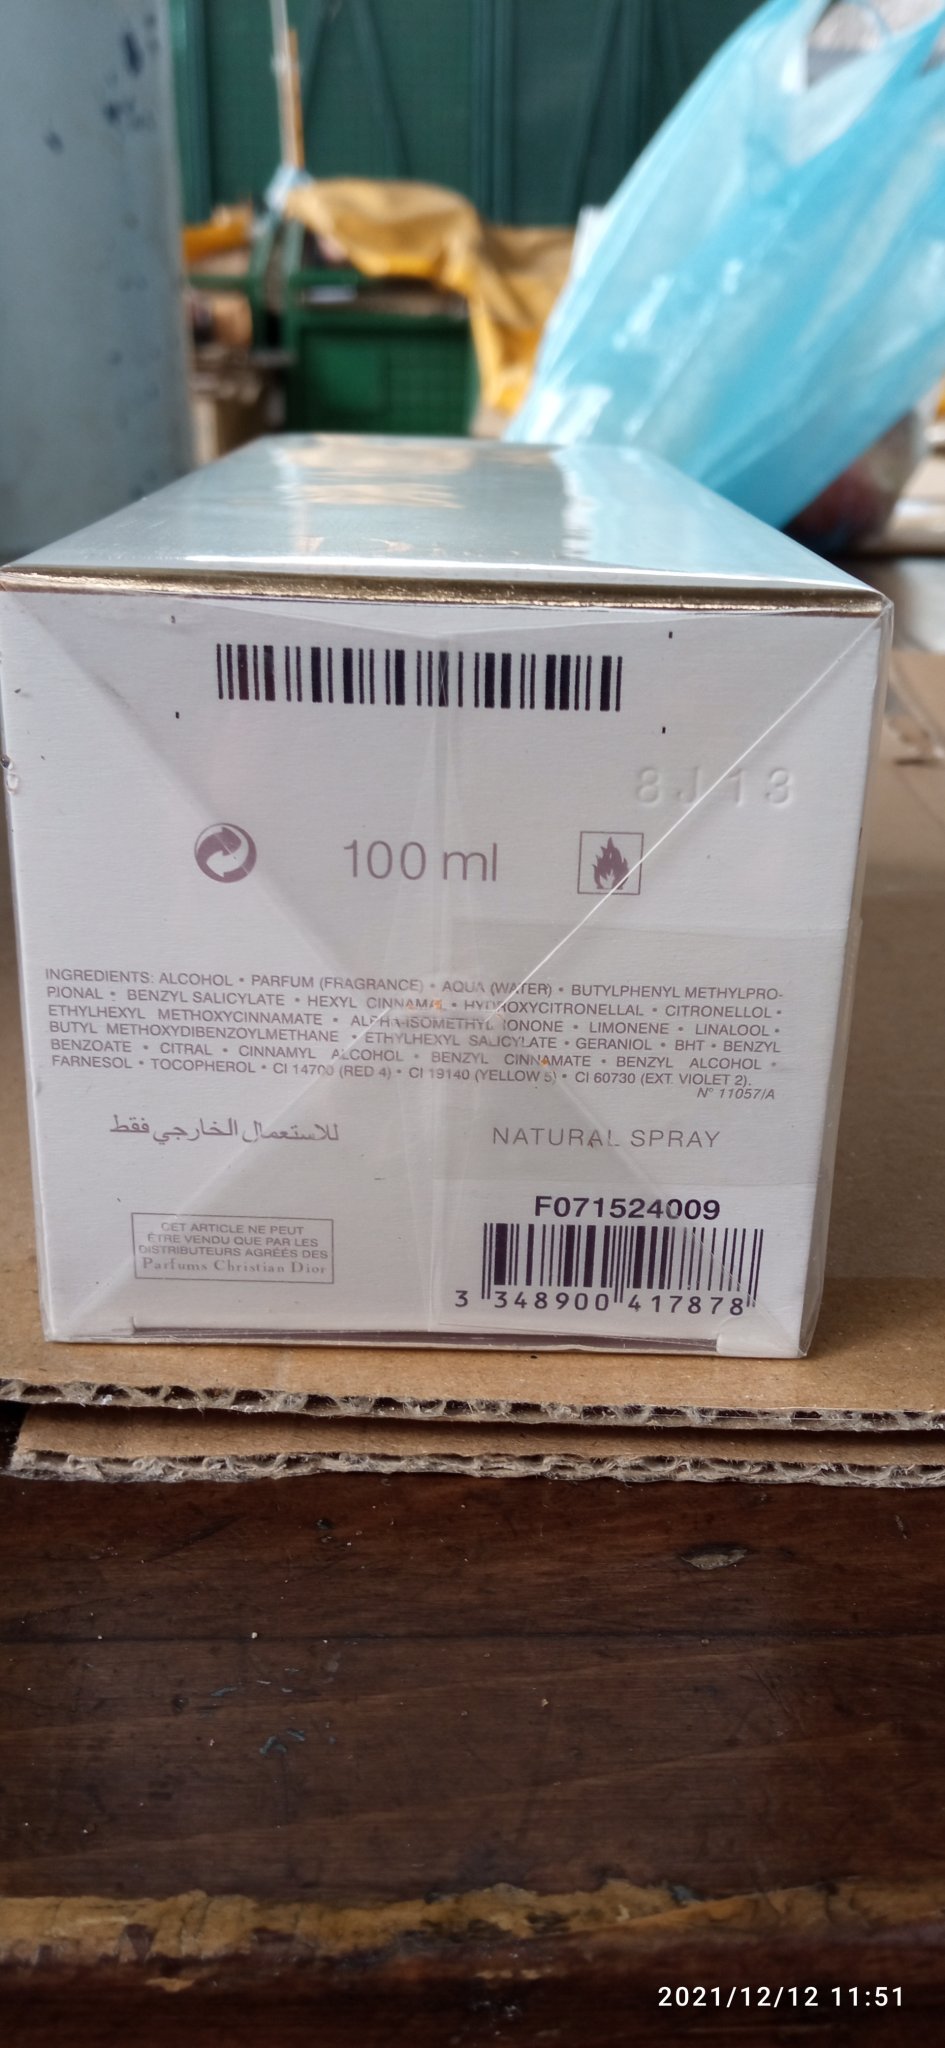 8J13
100 ml
INGREDIENTS: ALCOHOL • PARFUM (FRAGRANCE) • AQUA (WATER) • BUTYLPHENYL METHYLPRO-
PIONAL • BENZYL SALICYLATE • HEXYL CINNAMAL • HYDROXYCITRONELLAL • CITRONELLOL •
ETHYLHEXYL METHOXYCINNAMATE • ALPHA-ISOMETHYL IONONE • LIMONENE • LINALOOL •
BUTYL METHOXYDIBENZOYLMETHANE • ETHYLHEXYL SALICYLATE • GERANIOL • BHT • BENZYL
BENZOATE • CITRAL • CINNAMYL ALCOHOL • BENZYL CINNAMATE • BENZYL ALCOHOL •
FARNESOL • TOCOPHEROL • CI 14700 (RED 4) • CI 19140 (YELLOW 5) • CI 60730 (EXT. VIOLET 2).
N° 11057/A
للاستعمال الخارجي فقط
NATURAL SPRAY
CET ARTICLE NE PEUT
ÊTRE VENDU QUE PAR LES
DISTRIBUTEURS AGRÉÉS DES
Parfums Christian Dior
F071524009
3 348900 417878
2021/12/12 11:51